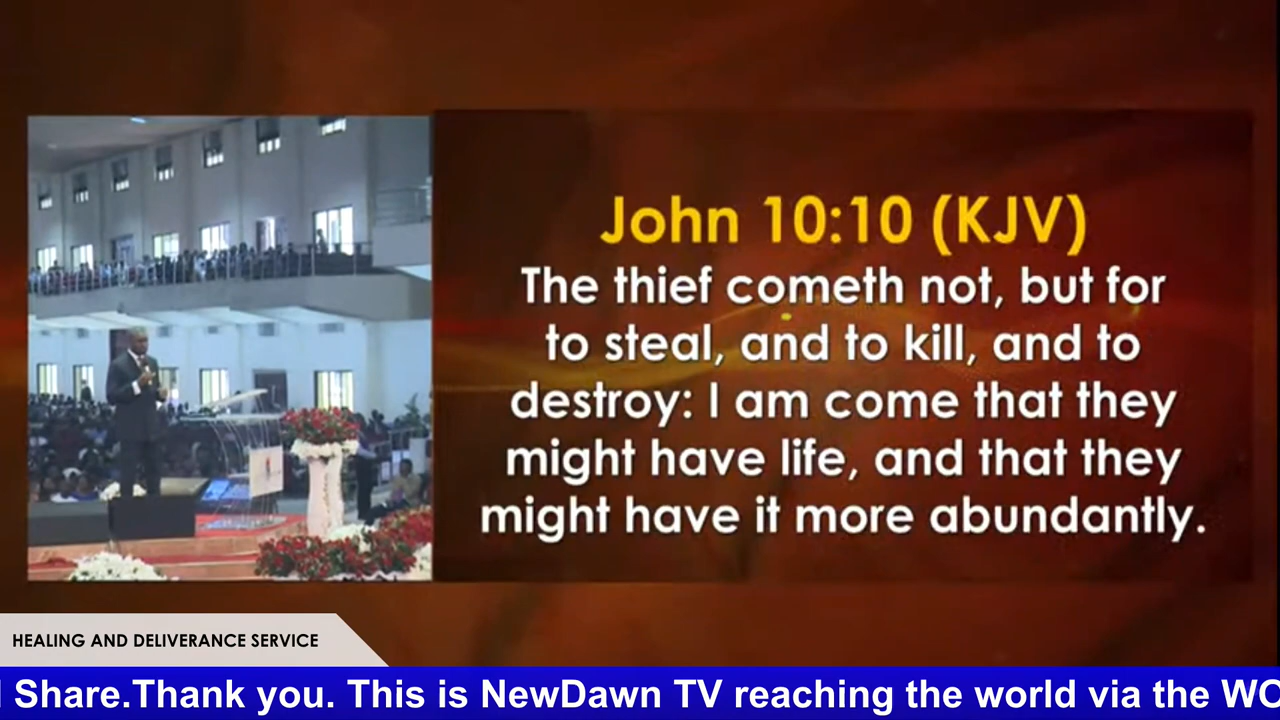 John 10:10 (KJV)
The thief cometh not, but for
to steal, and to kill, and to
destroy: I am come that they
might have life, and that they
might have it more abundantly.
HEALING AND DELIVERANCE SERVICE
Share.Thank you. This is NewDawn TV reaching the world via the